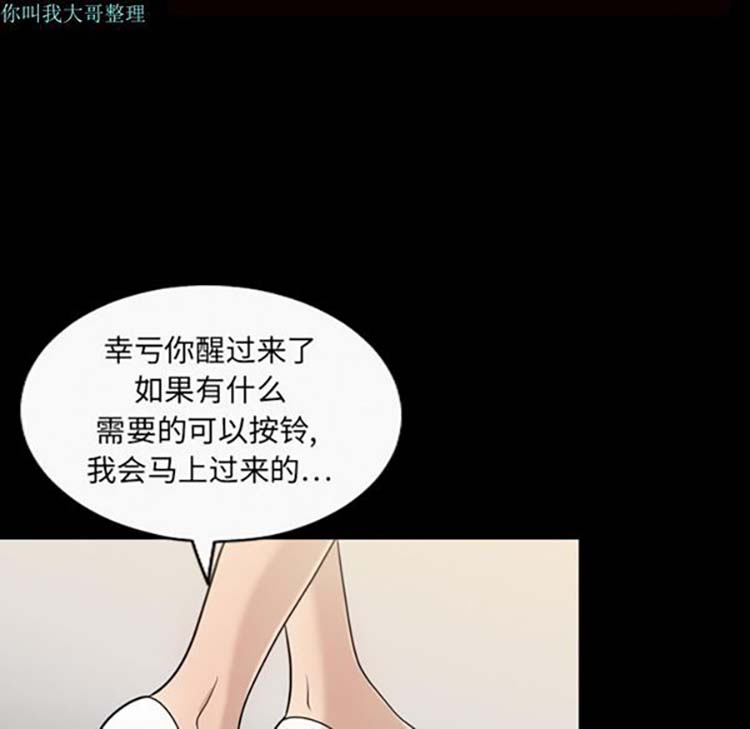 你叫我大哥整理
幸亏你醒过来了
如果有什么
需要的可以按铃,
我会马上过来的...